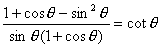 (1 + cos θ − sin² θ) / (sin θ(1 + cos θ)) = cot θ